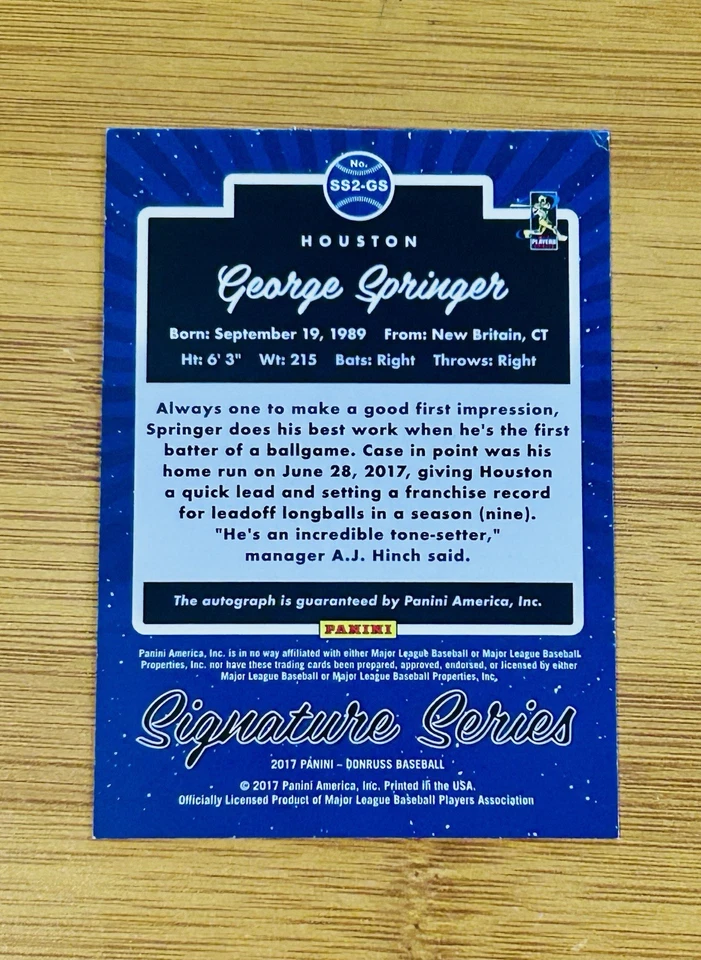 No.
SS2-GS
PLAYERS
HOUSTON
George Springer
Born: September 19, 1989 From: New Britain, CT
Ht: 6' 3" Wt: 215 Bats: Right Throws: Right
Always one to make a good first impression,
Springer does his best work when he's the first
batter of a ballgame. Case in point was his
home run on June 28, 2017, giving Houston
a quick lead and setting a franchise record
for leadoff longballs in a season (nine).
"He's an incredible tone-setter,"
manager A.J. Hinch said.
The autograph is guaranteed by Panini America, Inc.
PANINI
Panini America, Inc. is in no way affiliated with either Major League Baseball or Major League Baseball
Properties, Inc. nor have these trading cards been prepared, approved, endorsed, or licensed by either
Major League Baseball or Major League Baseball Properties, Inc.
Signature Series
2017 PANINI – DONRUSS BASEBALL
© 2017 Panini America, Inc. Printed in the USA.
Officially Licensed Product of Major League Baseball Players Association